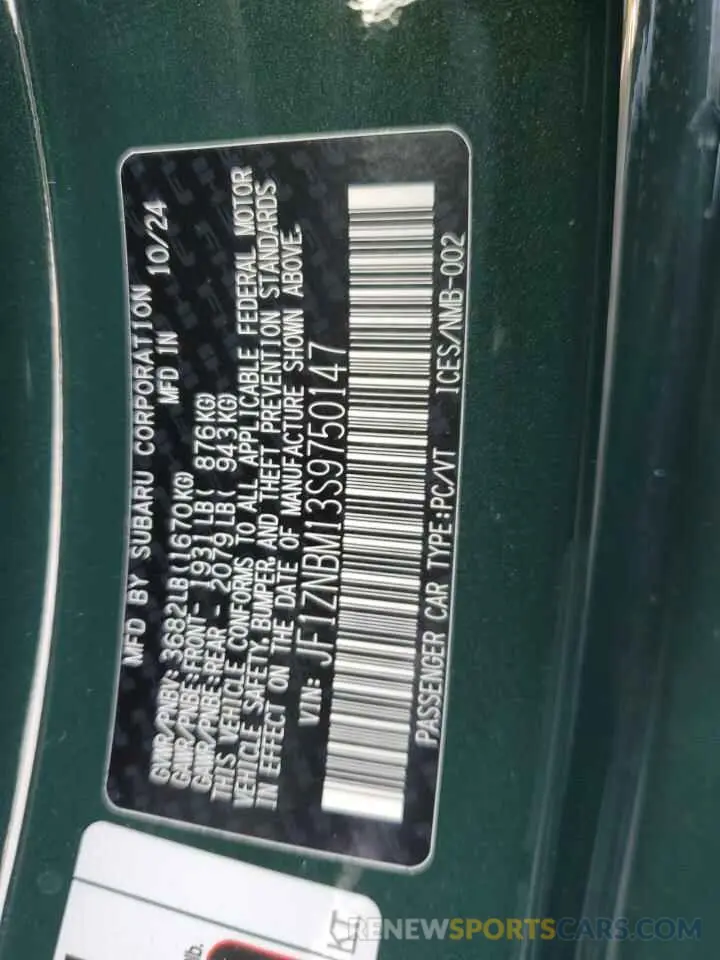 MFD BY SUBARU CORPORATION 10/24
MFD IN
GVWR/PNBV: 3682LB(1670KG)
GAWR/PNBE:FRONT- 1931LB( 876KG)
GAWR/PNBE:REAR - 2079LB( 943KG)
THIS VEHICLE CONFORMS TO ALL APPLICABLE FEDERAL MOTOR
VEHICLE SAFETY,BUMPER, AND THEFT PREVENTION STANDARDS
IN EFFECT ON THE DATE OF MANUFACTURE SHOWN ABOVE.
VIN: JF1ZNBM13S9750147
PASSENGER CAR TYPE:PC/VT ICES/NMB-002
lb.
RENEWSPORTSCARS.COM